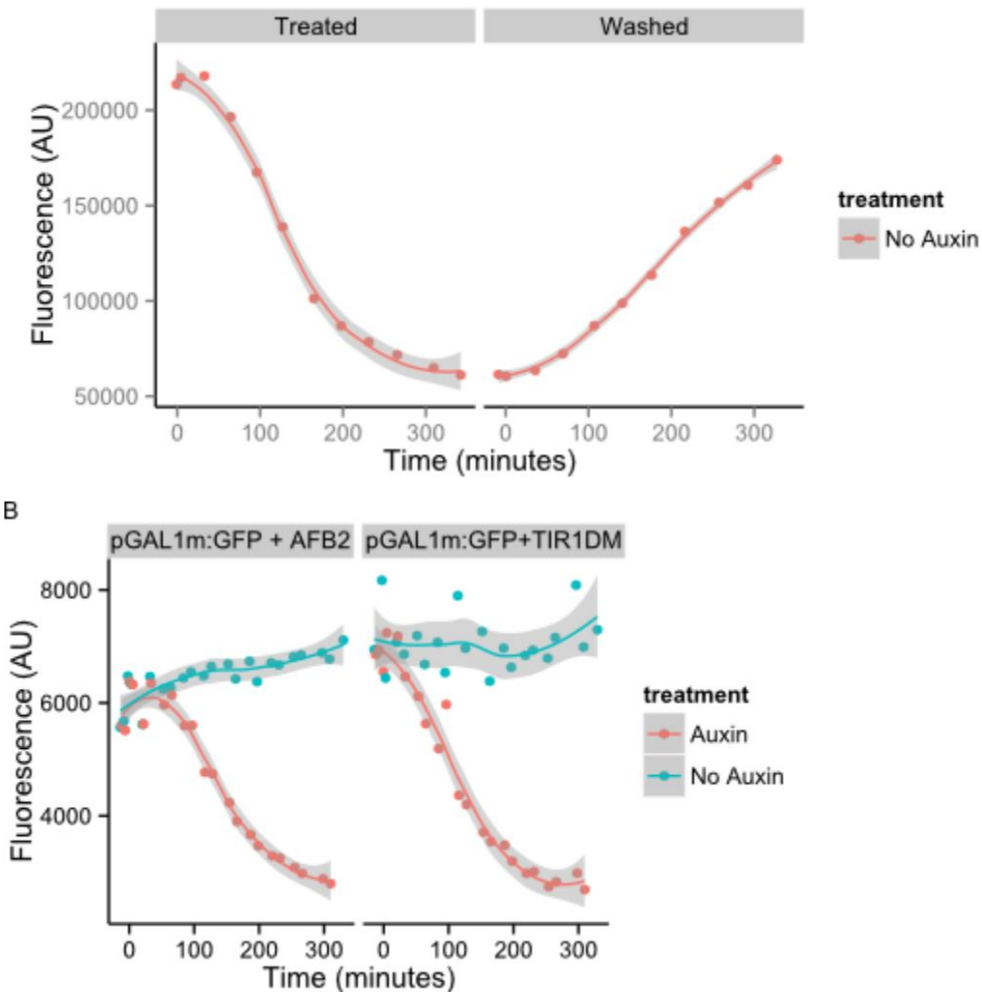 Treated Washed
Fluorescence (AU)
200000
150000
100000
50000
0 100 200 300 0 100 200 300
Time (minutes)
treatment
No Auxin
B
pGAL1m:GFP + AFB2 pGAL1m:GFP+TIR1DM
Fluorescence (AU)
8000
6000
4000
0 100 200 300 0 100 200 300
Time (minutes)
treatment
Auxin
No Auxin